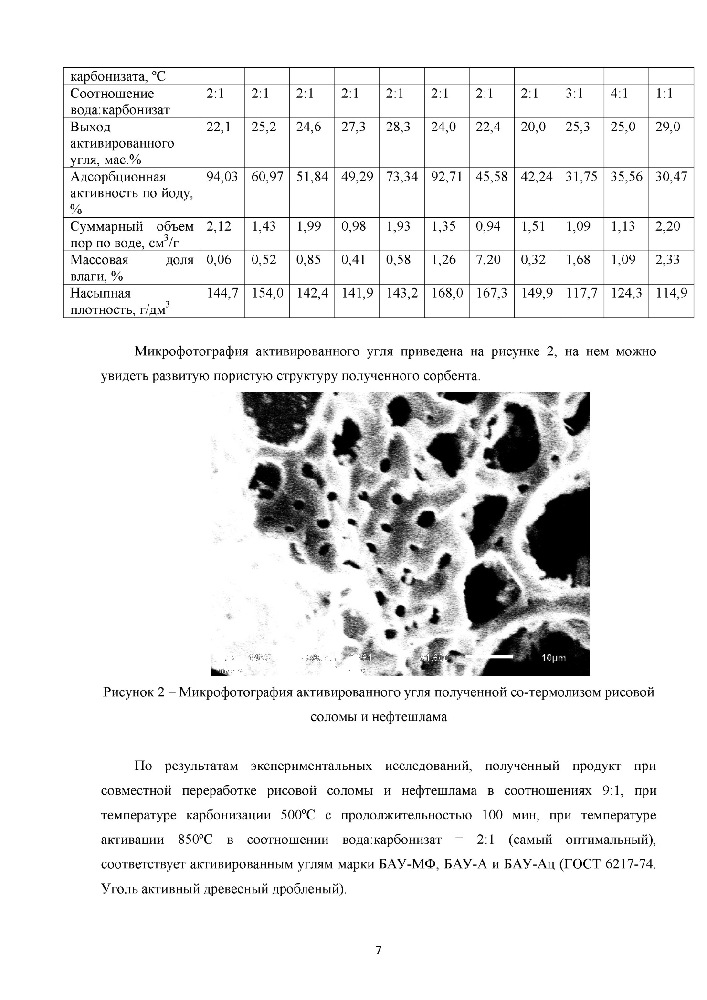 карбонизата, ºС
Соотношение 2:1 2:1 2:1 2:1 2:1 2:1 2:1 2:1 3:1 4:1 1:1
вода:карбонизат
Выход 22,1 25,2 24,6 27,3 28,3 24,0 22,4 20,0 25,3 25,0 29,0
активированного
угля, мас.%
Адсорбционная 94,03 60,97 51,84 49,29 73,34 92,71 45,58 42,24 31,75 35,56 30,47
активность по йоду,
%
Суммарный объем 2,12 1,43 1,99 0,98 1,93 1,35 0,94 1,51 1,09 1,13 2,20
пор по воде, см³/г
Массовая доля 0,06 0,52 0,85 0,41 0,58 1,26 7,20 0,32 1,68 1,09 2,33
влаги, %
Насыпная 144,7 154,0 142,4 141,9 143,2 168,0 167,3 149,9 117,7 124,3 114,9
плотность, г/дм³
Микрофотография активированного угля приведена на рисунке 2, на нем можно
увидеть развитую пористую структуру полученного сорбента.
10µm
Рисунок 2 – Микрофотография активированного угля полученной со-термолизом рисовой
соломы и нефтешлама
По результатам экспериментальных исследований, полученный продукт при
совместной переработке рисовой соломы и нефтешлама в соотношениях 9:1, при
температуре карбонизации 500ºС с продолжительностью 100 мин, при температуре
активации 850ºС в соотношении вода:карбонизат = 2:1 (самый оптимальный),
соответствует активированным углям марки БАУ-МФ, БАУ-А и БАУ-Ац (ГОСТ 6217-74.
Уголь активный древесный дробленый).
7